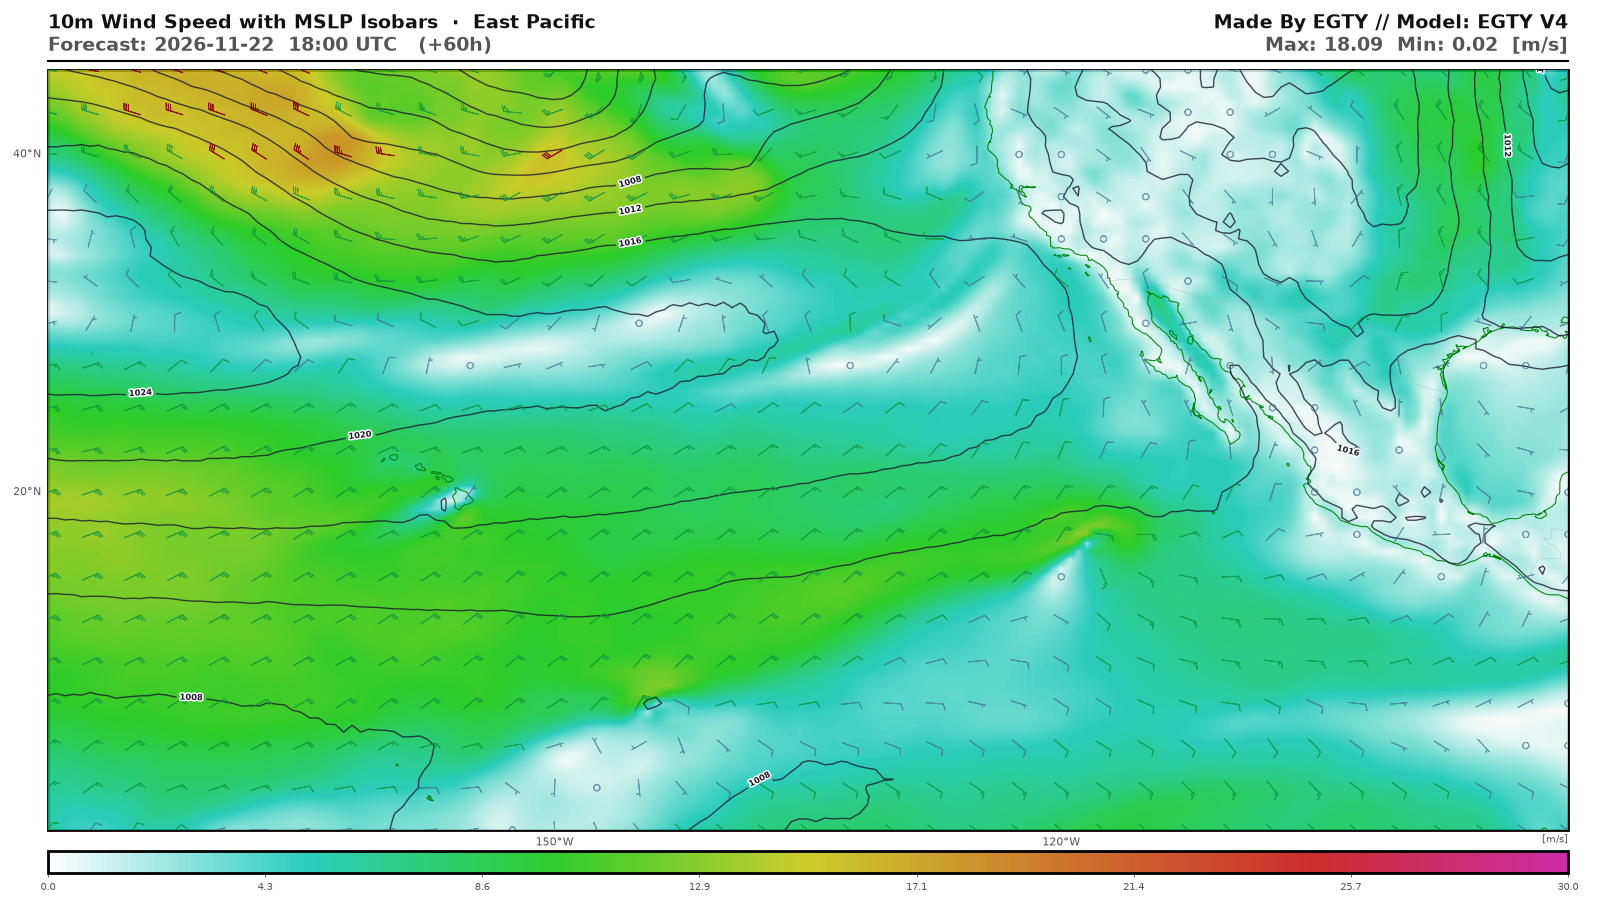 10m Wind Speed with MSLP Isobars · East Pacific
Made By EGTY // Model: EGTY V4
Forecast: 2026-11-22 18:00 UTC (+60h)
Max: 18.09 Min: 0.02 [m/s]
40°N
1012
1008
1012
1016
1024
1020
1016
20°N
1008
1008
150°W
120°W
[m/s]
0.0
4.3
8.6
12.9
17.1
21.4
25.7
30.0